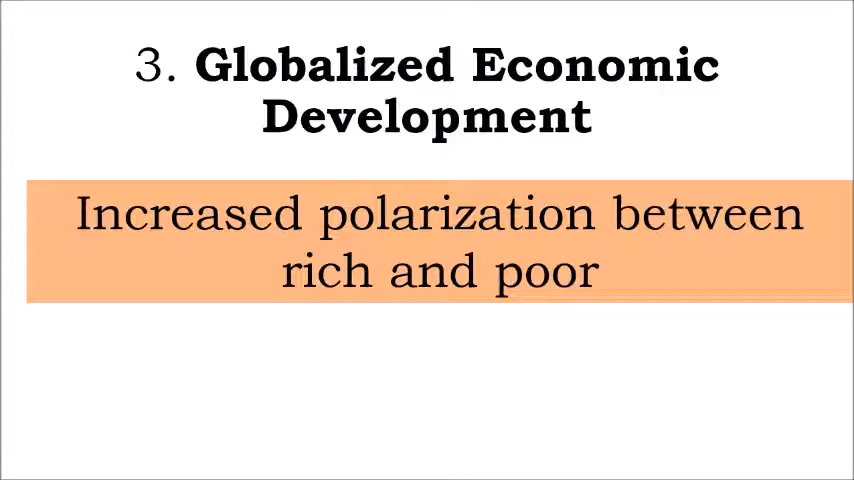 3. Globalized Economic
Development
Increased polarization between
rich and poor